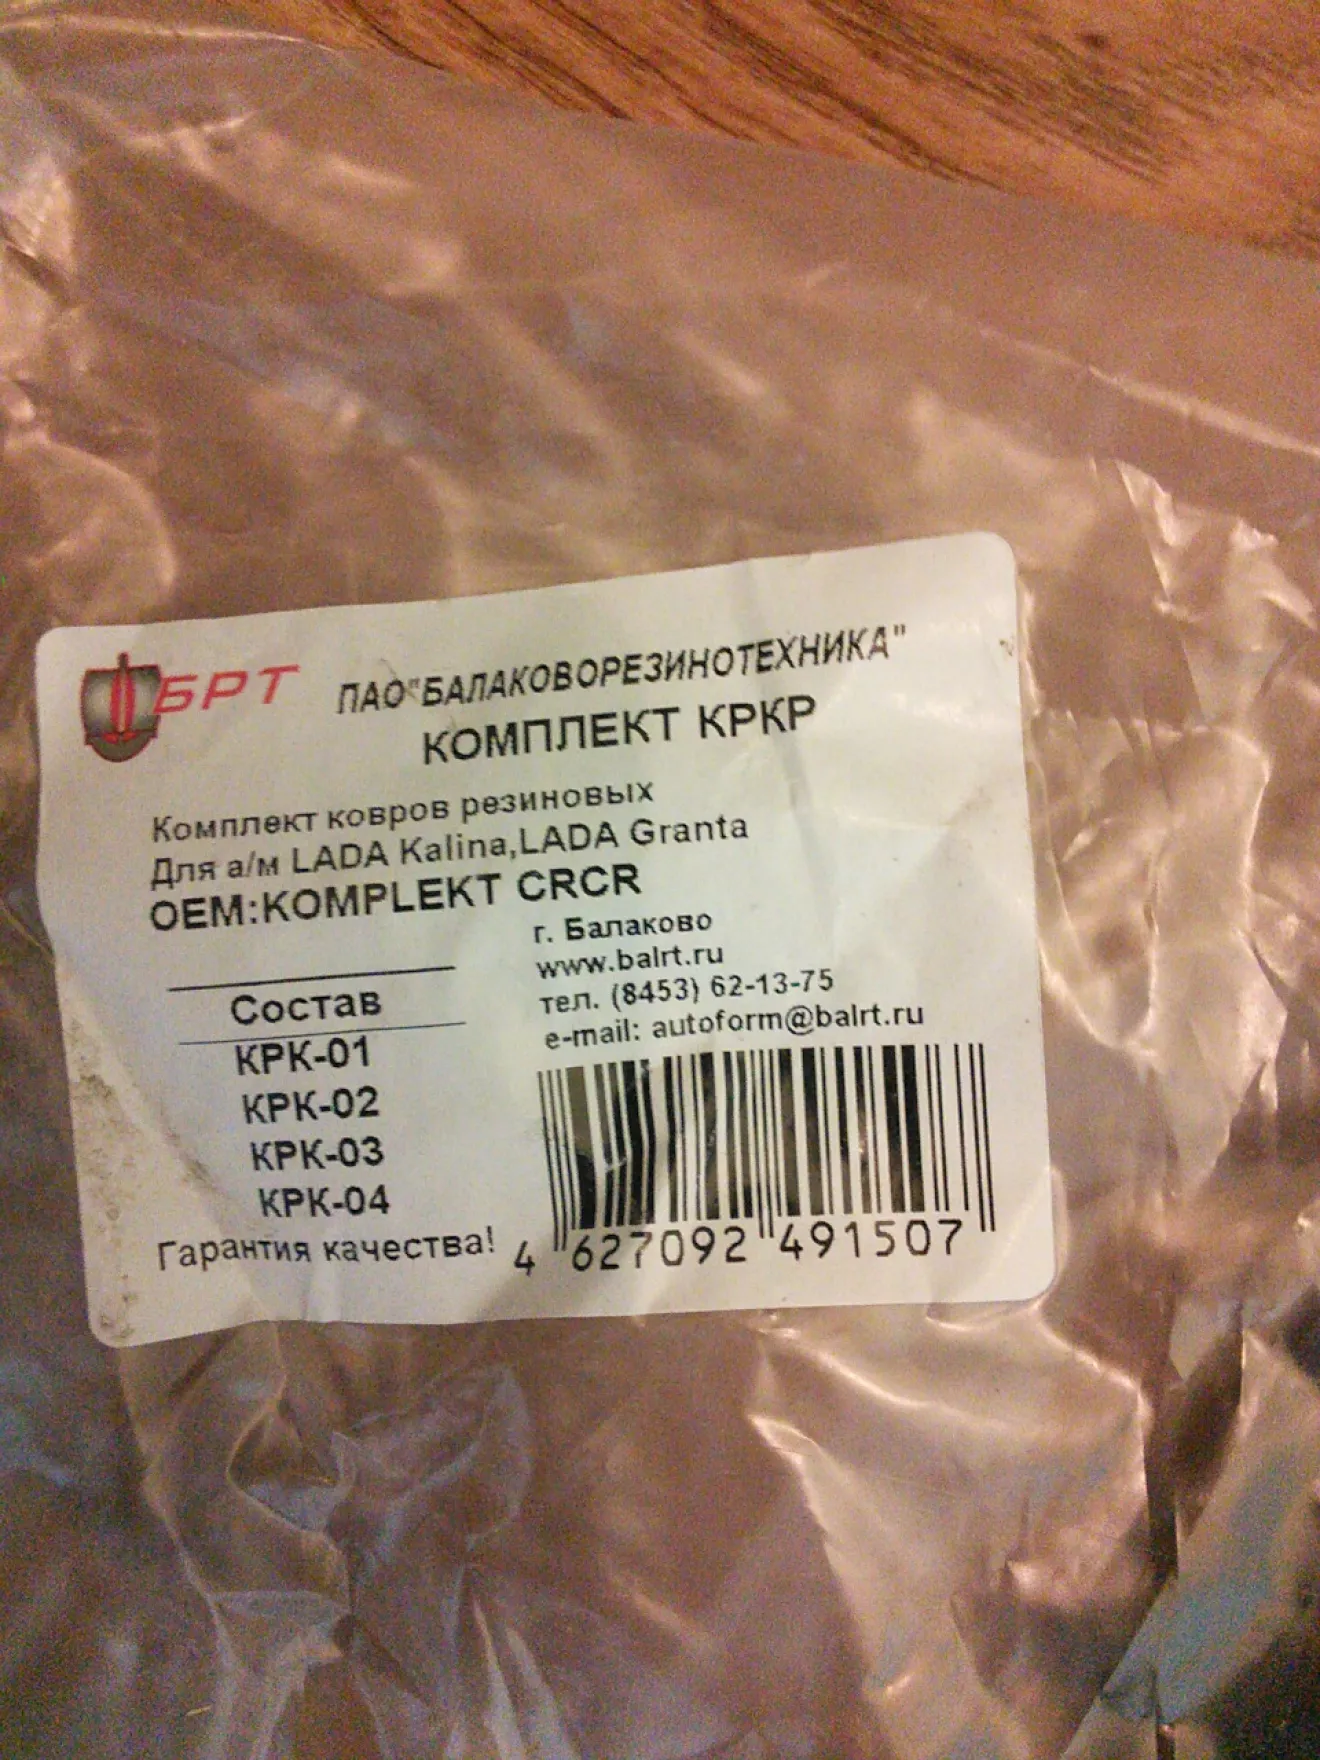 БРТ
ПАО"БАЛАКОВОРЕЗИНОТЕХНИКА"
КОМПЛЕКТ КРКР
Комплект ковров резиновых
Для а/м LADA Kalina,LADA Granta
OEM:KOMPLEKT CRCR
г. Балаково
www.balrt.ru
тел. (8453) 62-13-75
e-mail: autoform@balrt.ru
Состав
КРК-01
КРК-02
КРК-03
КРК-04
Гарантия качества!
4 627092 491507